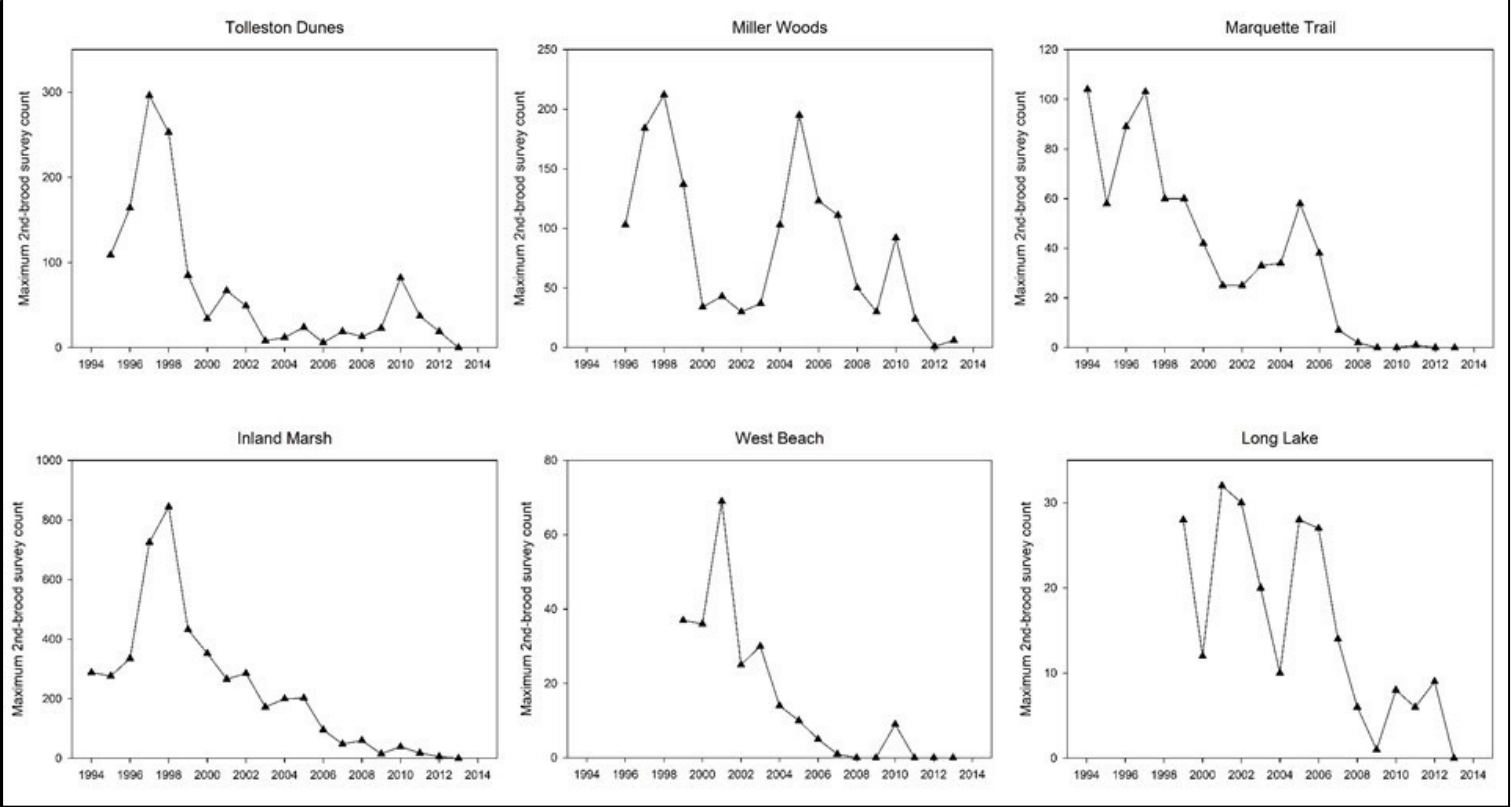 Tolleston Dunes
Maximum 2nd-brood survey count
300
200
100
0
1994 1996 1998 2000 2002 2004 2006 2008 2010 2012 2014
Miller Woods
Maximum 2nd-brood survey count
250
200
150
100
50
0
1994 1996 1998 2000 2002 2004 2006 2008 2010 2012 2014
Marquette Trail
Maximum 2nd-brood survey count
120
100
80
60
40
20
0
1994 1996 1998 2000 2002 2004 2006 2008 2010 2012 2014
Inland Marsh
Maximum 2nd-brood survey count
1000
800
600
400
200
0
1994 1996 1998 2000 2002 2004 2006 2008 2010 2012 2014
West Beach
Maximum 2nd-brood survey count
80
60
40
20
0
1994 1996 1998 2000 2002 2004 2006 2008 2010 2012 2014
Long Lake
Maximum 2nd-brood survey count
30
20
10
0
1994 1996 1998 2000 2002 2004 2006 2008 2010 2012 2014